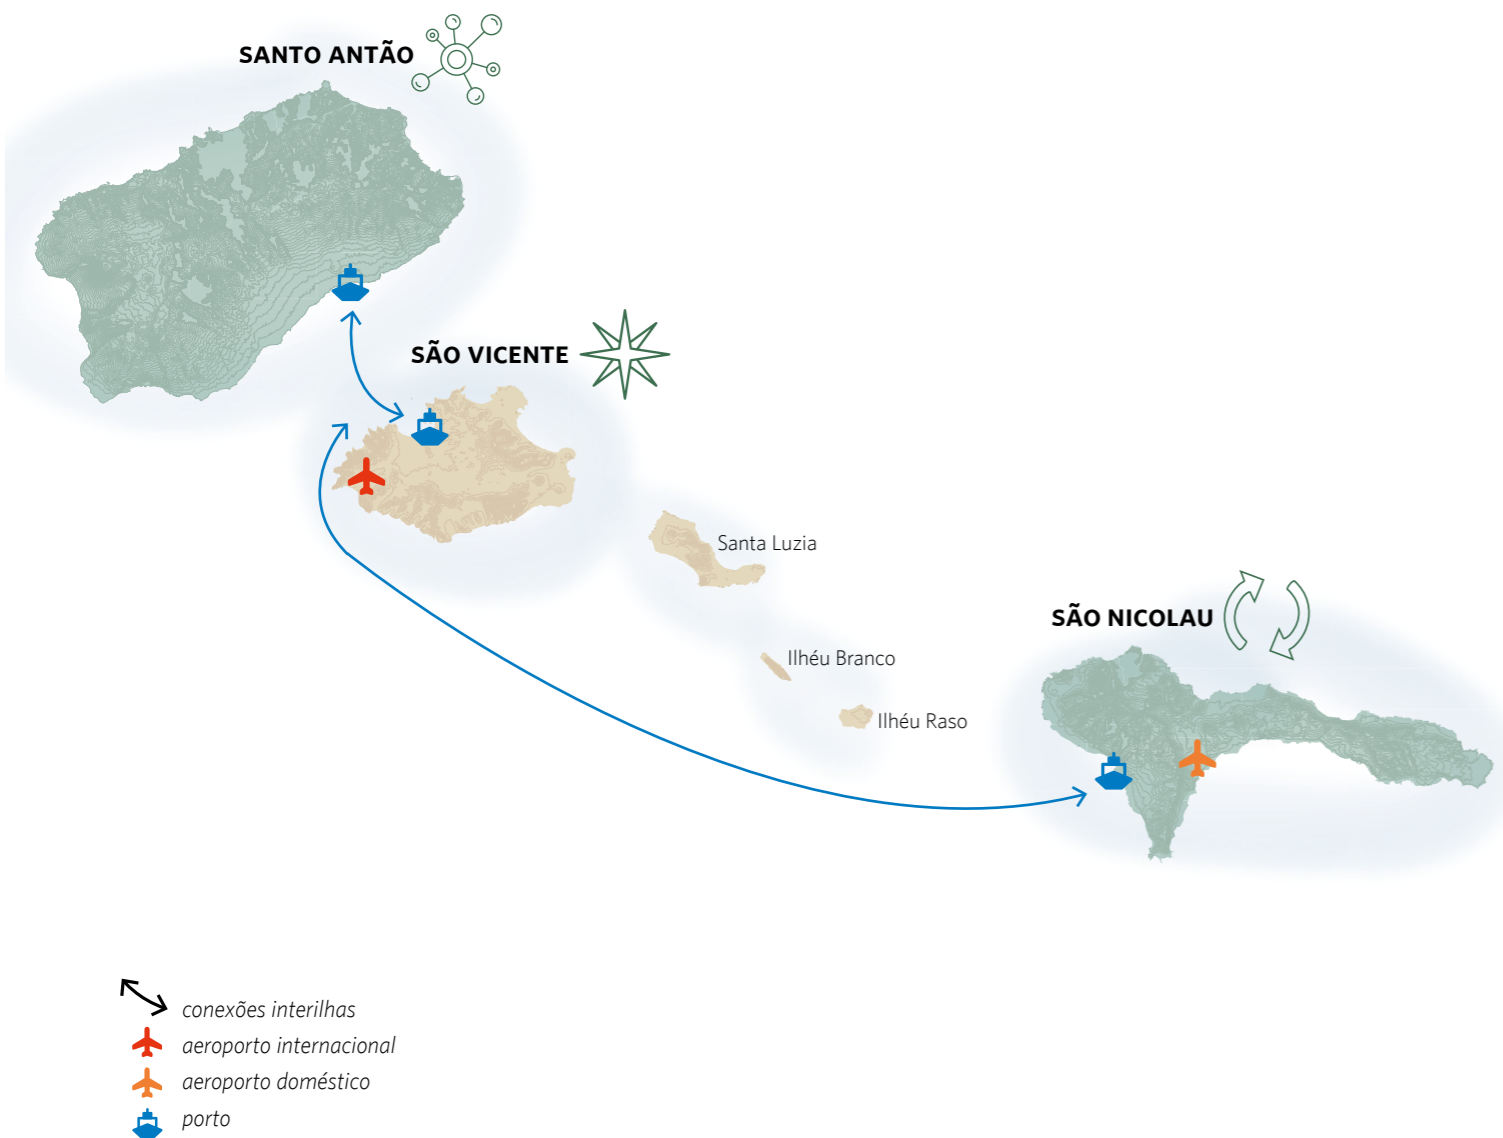 SANTO ANTÃO
SÃO VICENTE
Santa Luzia
SÃO NICOLAU
Ilhéu Branco
Ilhéu Raso
conexões interilhas
aeroporto internacional
aeroporto doméstico
porto